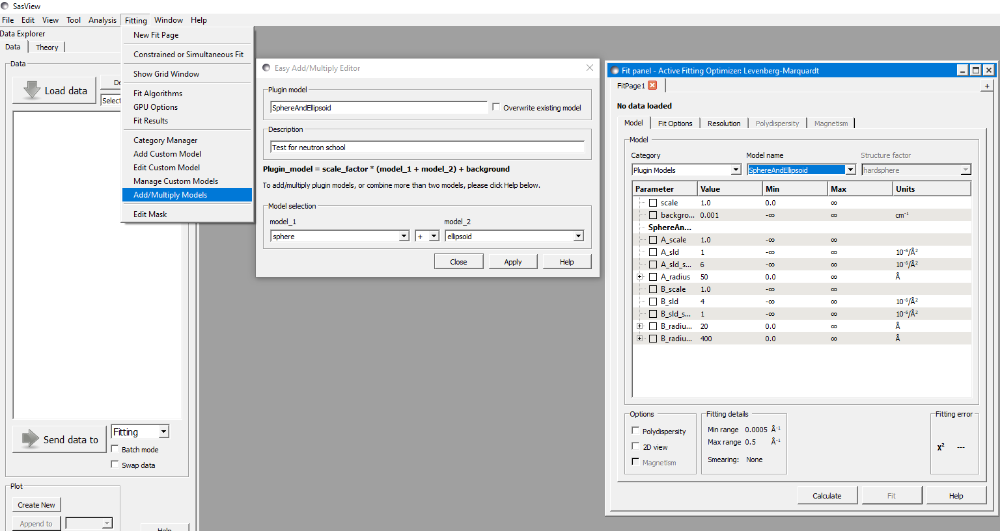 SasView
File Edit View Tool Analysis Fitting Window Help
Data Explorer
Data Theory
Data
Load data
De
Select
Send data to
Fitting
Batch mode
Swap data
Plot
Create New
Append to
Help
New Fit Page
Constrained or Simultaneous Fit
Show Grid Window
Fit Algorithms
GPU Options
Fit Results
Category Manager
Add Custom Model
Edit Custom Model
Manage Custom Models
Add/Multiply Models
Edit Mask
Easy Add/Multiply Editor
Plugin model
SphereAndEllipsoid Overwrite existing model
Description
Test for neutron school
Plugin_model = scale_factor * (model_1 + model_2) + background
To add/multiply plugin models, or combine more than two models, please click Help below.
Model selection
model_1 model_2
sphere + ellipsoid
Close Apply Help
Fit panel - Active Fitting Optimizer: Levenberg-Marquardt
FitPage1 +
No data loaded
Model Fit Options Resolution Polydispersity Magnetism
Model
Category Model name Structure factor
Plugin Models SphereAndEllipsoid hardsphere
Parameter Value Min Max Units
scale 1.0 0.0 ∞
backgro... 0.001 -∞ ∞ cm⁻¹
SphereAn...
A_scale 1.0 -∞ ∞
A_sld 1 -∞ ∞ 10⁻⁶/Å²
A_sld_s... 6 -∞ ∞ 10⁻⁶/Å²
A_radius 50 0.0 ∞ Å
B_scale 1.0 -∞ ∞
B_sld 4 -∞ ∞ 10⁻⁶/Å²
B_sld_s... 1 -∞ ∞ 10⁻⁶/Å²
B_radiu... 20 0.0 ∞ Å
B_radiu... 400 0.0 ∞ Å
Options Fitting details Fitting error
Polydispersity
2D view
Magnetism
Min range 0.0005 Å⁻¹
Max range 0.5 Å⁻¹
Smearing: None
χ² ---
Calculate Fit Help